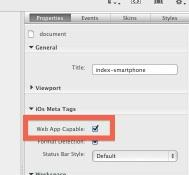 Properties Events Skins Styles
document
General
Title: index-smartphone
Viewport
iOs Meta Tags
Web App Capable:
Format Detection:
Status Bar Style: Default
Workspace